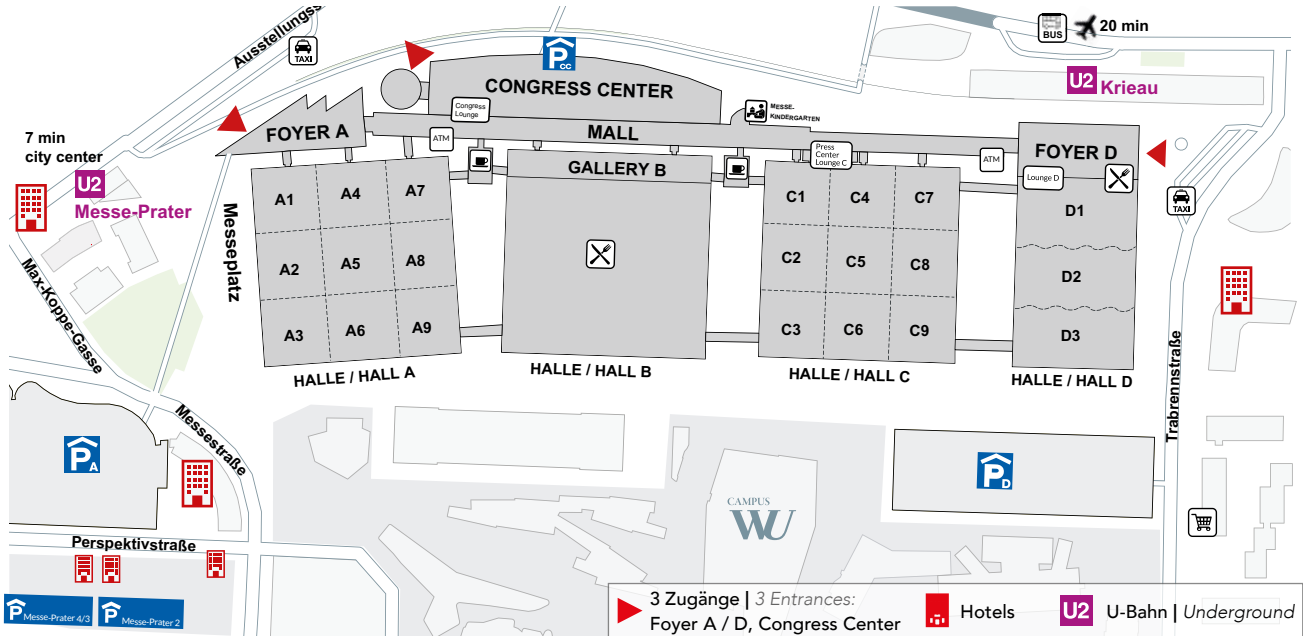 Ausstellungss
TAXI
P CC
BUS
20 min
U2 Krieau
CONGRESS CENTER
Congress
Lounge
MESSE-
KINDERGARTEN
FOYER A
MALL
ATM
Press
Center
Lounge C
ATM
FOYER D
7 min
city center
U2
Messe-Prater
GALLERY B
Lounge D
TAXI
Messeplatz
A1 A4 A7
A2 A5 A8
A3 A6 A9
C1 C4 C7
C2 C5 C8
C3 C6 C9
D1
D2
D3
Max-Koppe-Gasse
HALLE / HALL A
HALLE / HALL B
HALLE / HALL C
HALLE / HALL D
Trabrennstraße
Messestraße
P A
P D
CAMPUS
WU
Perspektivstraße
P Messe-Prater 4/3
P Messe-Prater 2
3 Zugänge | 3 Entrances:
Foyer A / D, Congress Center
Hotels
U2 U-Bahn | Underground